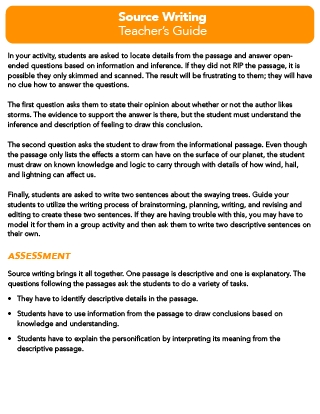 Source Writing
Teacher's Guide
In your activity, students are asked to locate details from the passage and answer open-
ended questions based on information and inference. If they did not RIP the passage, it is
possible they only skimmed and scanned. The result will be frustrating to them; they will have
no clue how to answer the questions.
The first question asks them to state their opinion about whether or not the author likes
storms. The evidence to support the answer is there, but the student must understand the
inference and description of feeling to draw this conclusion.
The second question asks the student to draw from the informational passage. Even though
the passage only lists the effects a storm can have on the surface of our planet, the student
must draw on known knowledge and logic to carry through with details of how wind, hail,
and lightning can affect us.
Finally, students are asked to write two sentences about the swaying trees. Guide your
students to utilize the writing process of brainstorming, planning, writing, and revising and
editing to create these two sentences. If they are having trouble with this, you may have to
model it for them in a group activity and then ask them to write two descriptive sentences on
their own.
ASSESSMENT
Source writing brings it all together. One passage is descriptive and one is explanatory. The
questions following the passages ask the students to do a variety of tasks.
• They have to identify descriptive details in the passage.
• Students have to use information from the passage to draw conclusions based on
knowledge and understanding.
• Students have to explain the personification by interpreting its meaning from the
descriptive passage.